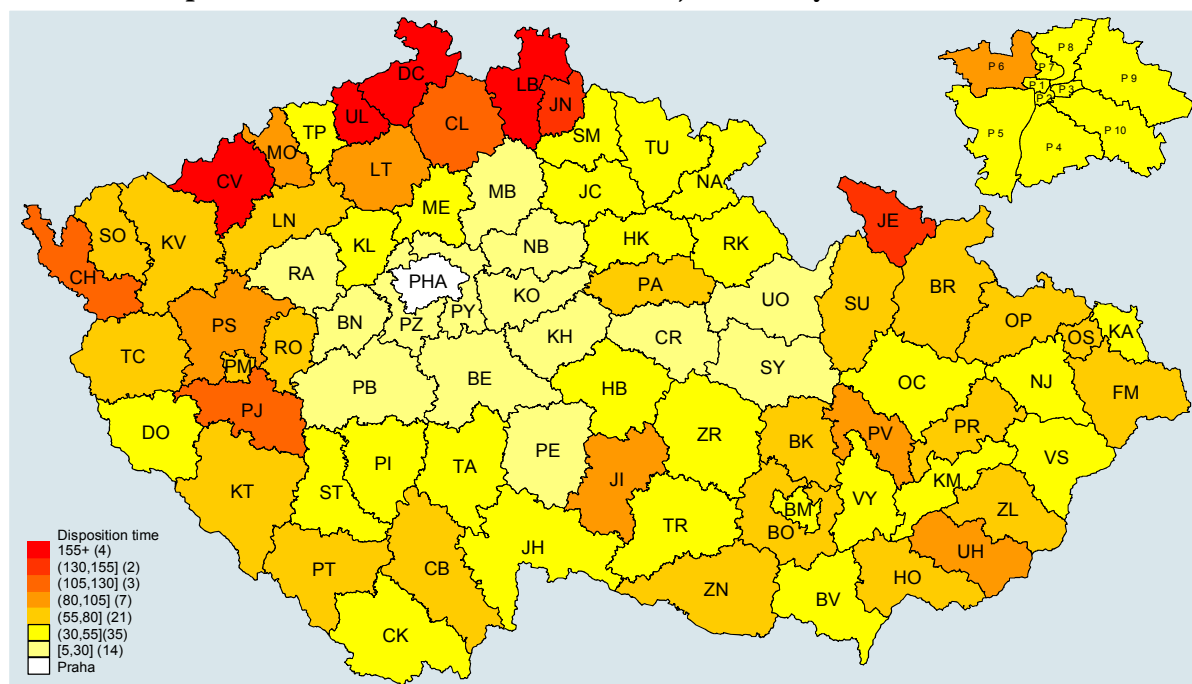 DC
LB
P 8
P 6
P 7
P 9
UL
JN
P 1
P 3
P 2
TP
CL
SM
P 5
P 10
P 4
MO
TU
LT
CV
MB
JC
NA
ME
LN
SO
KV
KL
NB
HK
RK
JE
CH
RA
PHA
KO
PA
UO
SU
BR
PS
BN
PZ
PY
OP
KA
OS
TC
RO
PM
KH
CR
SY
PB
BE
HB
OC
NJ
FM
PJ
DO
ZR
BK
PV
PR
PI
TA
PE
VS
KT
ST
JI
KM
VY
BM
ZL
TR
BO
JH
UH
PT
CB
ZN
HO
BV
CK
Disposition time
155+ (4)
(130,155] (2)
(105,130] (3)
(80,105] (7)
(55,80] (21)
(30,55](35)
[5,30] (14)
Praha